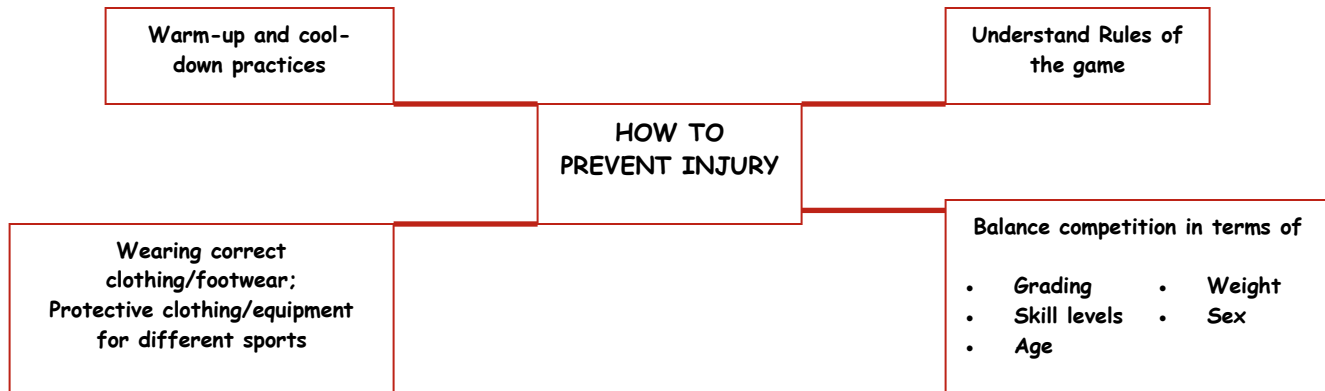 Warm-up and cool-
down practices
Understand Rules of
the game
HOW TO
PREVENT INJURY
Wearing correct
clothing/footwear;
Protective clothing/equipment
for different sports
Balance competition in terms of
• Grading
• Skill levels
• Age
• Weight
• Sex